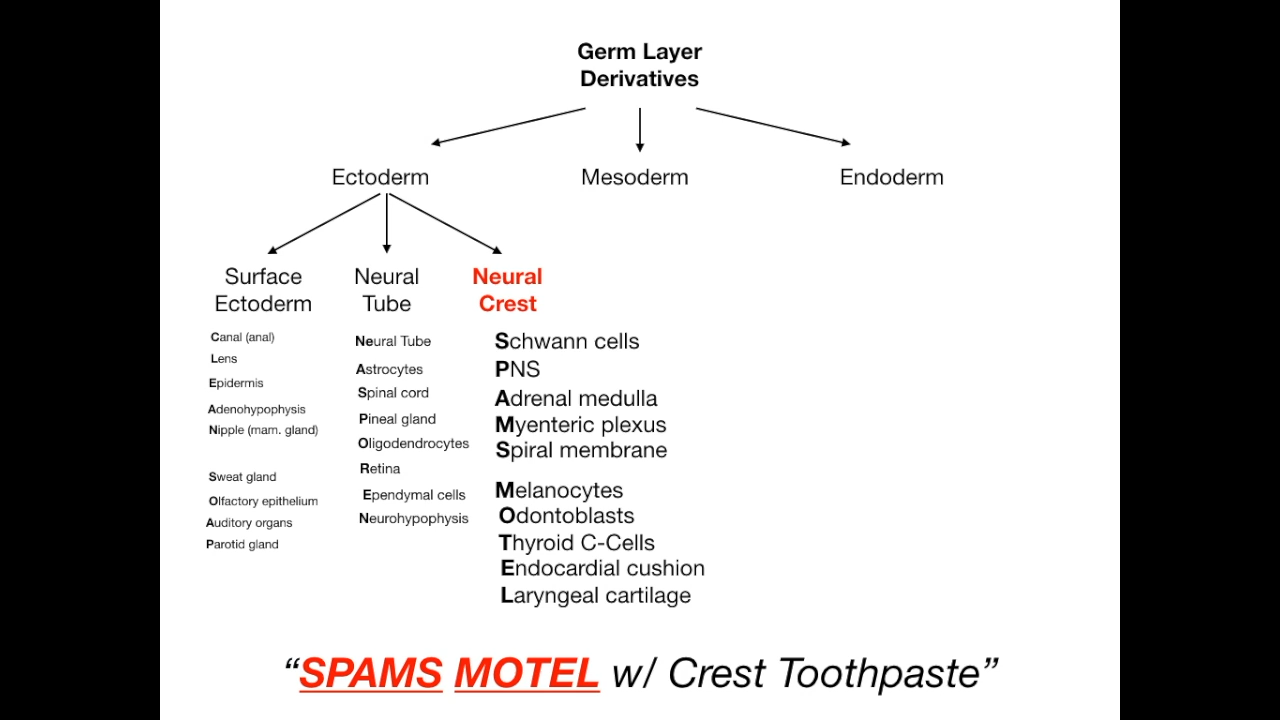 Germ Layer
Derivatives
Ectoderm
Mesoderm
Endoderm
Surface
Ectoderm
Neural
Tube
Neural
Crest
Canal (anal)
Lens
Epidermis
Adenohypophysis
Nipple (mam. gland)
Sweat gland
Olfactory epithelium
Auditory organs
Parotid gland
Neural Tube
Astrocytes
Spinal cord
Pineal gland
Oligodendrocytes
Retina
Ependymal cells
Neurohypophysis
Schwann cells
PNS
Adrenal medulla
Myenteric plexus
Spiral membrane
Melanocytes
Odontoblasts
Thyroid C-Cells
Endocardial cushion
Laryngeal cartilage
“SPAMS MOTEL w/ Crest Toothpaste”